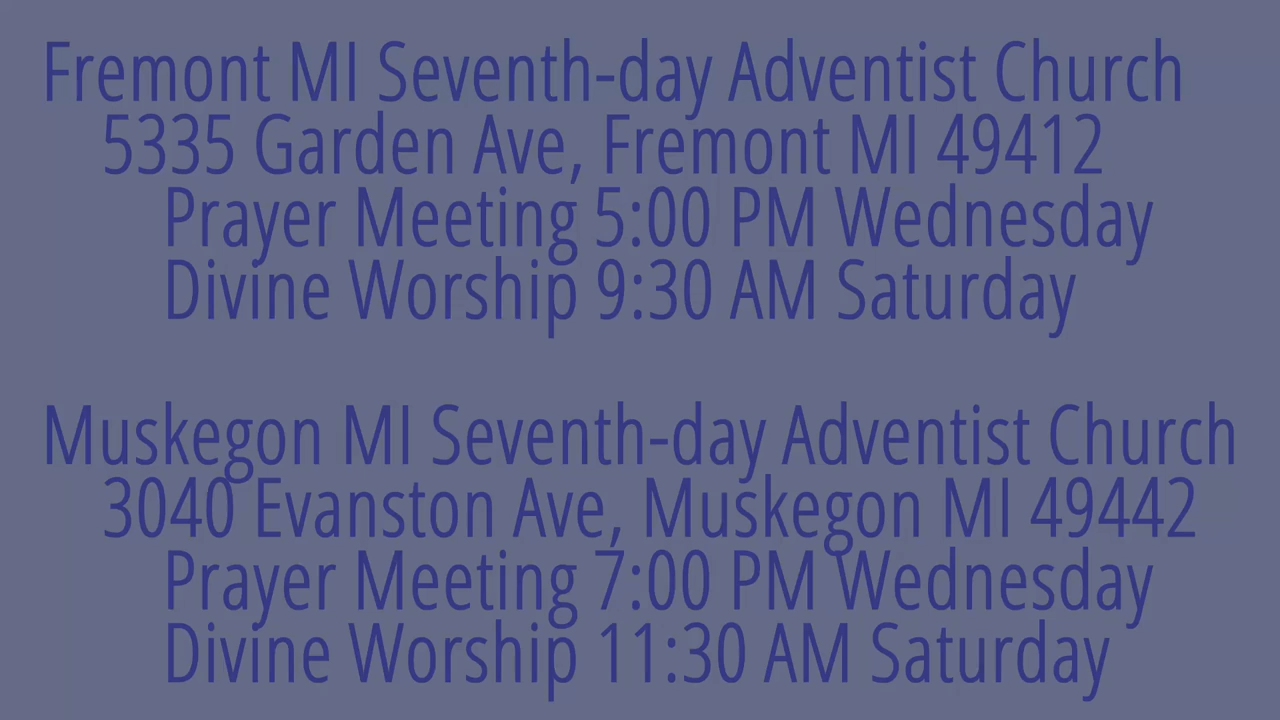 Fremont MI Seventh-day Adventist Church
5335 Garden Ave, Fremont MI 49412
Prayer Meeting 5:00 PM Wednesday
Divine Worship 9:30 AM Saturday
Muskegon MI Seventh-day Adventist Church
3040 Evanston Ave, Muskegon MI 49442
Prayer Meeting 7:00 PM Wednesday
Divine Worship 11:30 AM Saturday